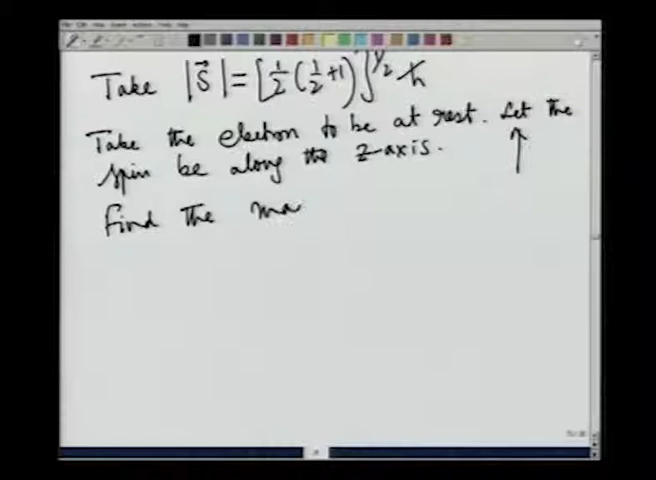 Take |S⃗| = [½(½+1)]^½ ħ
Take the electron to be at rest. Let the
spin be along the z-axis.
Find the ma